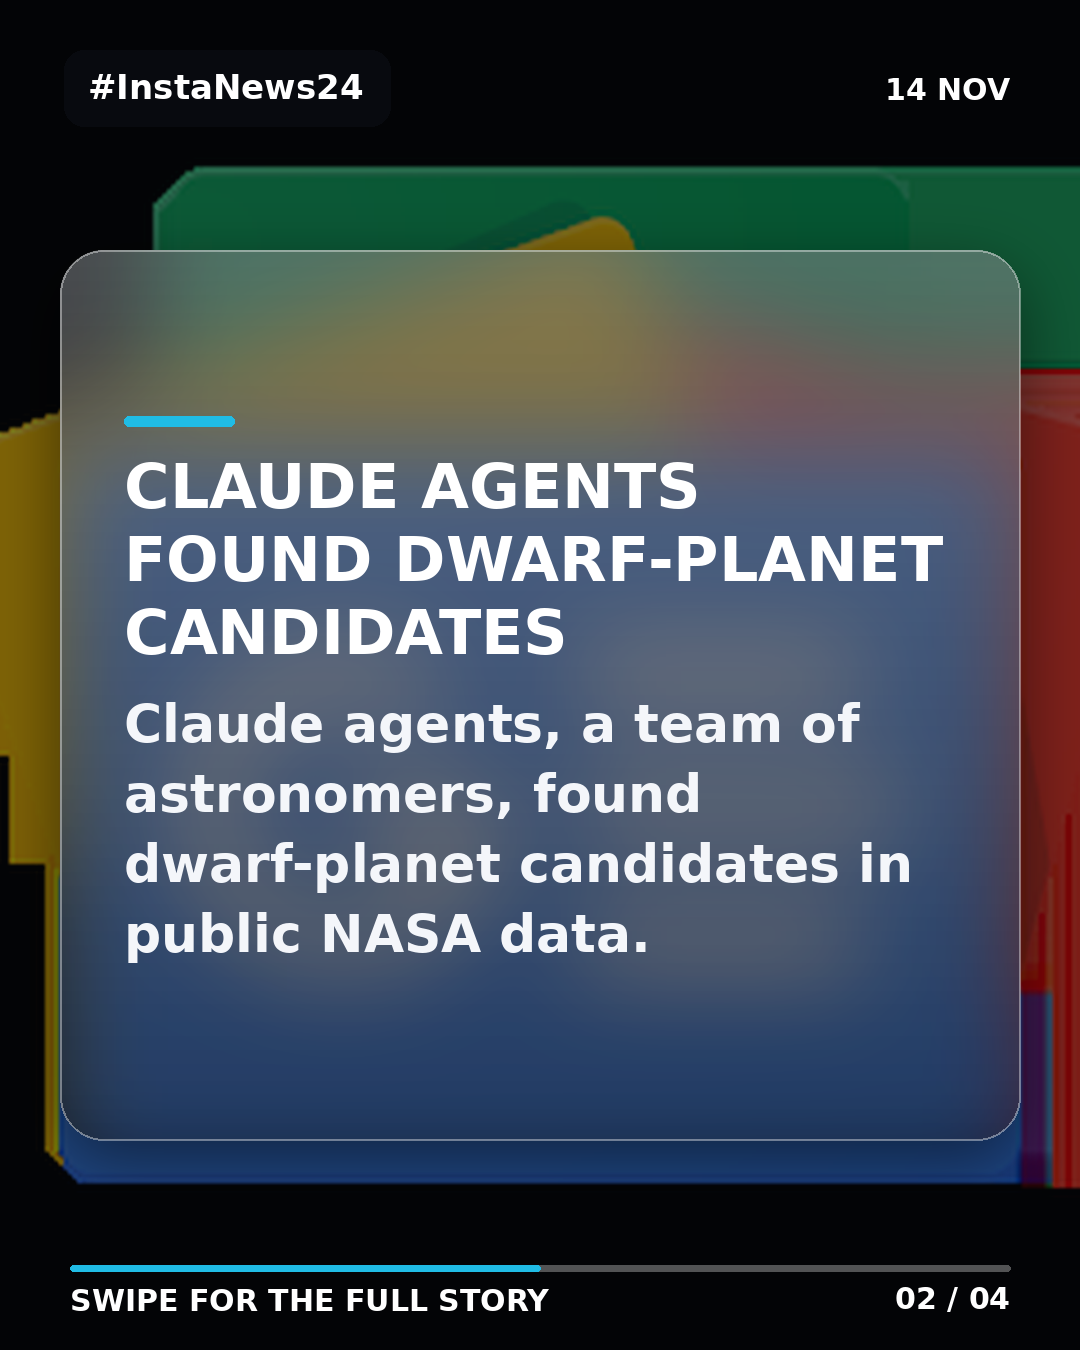 #InstaNews24
14 NOV
CLAUDE AGENTS
FOUND DWARF-PLANET
CANDIDATES
Claude agents, a team of
astronomers, found
dwarf-planet candidates in
public NASA data.
SWIPE FOR THE FULL STORY
02 / 04